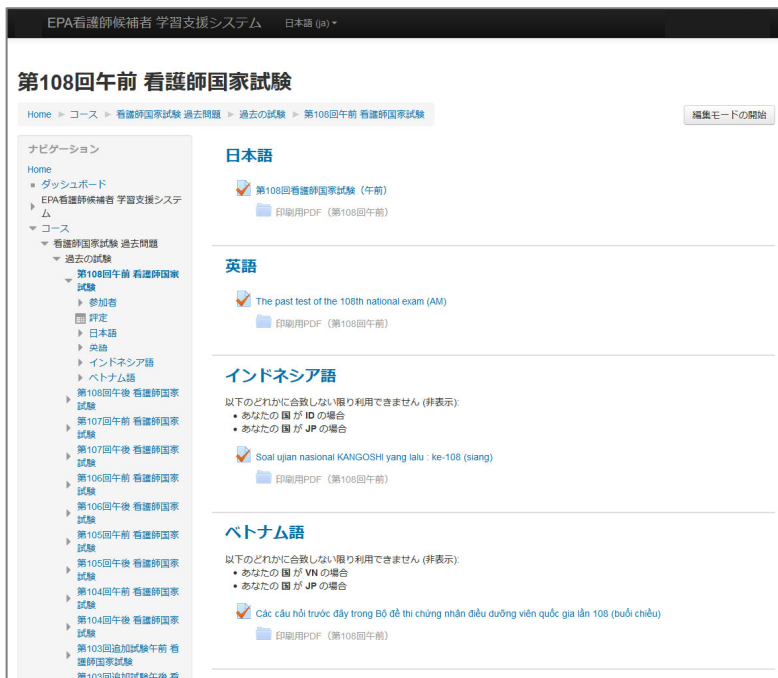 EPA看護師候補者 学習支援システム 日本語 (ja)
第108回午前 看護師国家試験
Home ► コース ► 看護師国家試験 過去問題 ► 過去の試験 ► 第108回午前 看護師国家試験
編集モードの開始
ナビゲーション
Home
ダッシュボード
EPA看護師候補者 学習支援システ
ム
コース
看護師国家試験 過去問題
過去の試験
第108回午前 看護師国家
試験
参加者
評定
日本語
英語
インドネシア語
ベトナム語
第108回午後 看護師国家
試験
第107回午前 看護師国家
試験
第107回午後 看護師国家
試験
第106回午前 看護師国家
試験
第106回午後 看護師国家
試験
第105回午前 看護師国家
試験
第105回午後 看護師国家
試験
第104回午前 看護師国家
試験
第104回午後 看護師国家
試験
第103回追加試験午前 看
護師国家試験
第103回追加試験午後 看
日本語
第108回看護師国家試験（午前）
印刷用PDF（第108回午前）
英語
The past test of the 108th national exam (AM)
印刷用PDF（第108回午前）
インドネシア語
以下のどれかに合致しない限り利用できません (非表示):
• あなたの 国 が ID の場合
• あなたの 国 が JP の場合
Soal ujian nasional KANGOSHI yang lalu : ke-108 (siang)
印刷用PDF（第108回午前）
ベトナム語
以下のどれかに合致しない限り利用できません (非表示):
• あなたの 国 が VN の場合
• あなたの 国 が JP の場合
Các câu hỏi trước đây trong Bộ đề thi chứng nhận điều dưỡng viên quốc gia lần 108 (buổi chiều)
印刷用PDF（第108回午前）